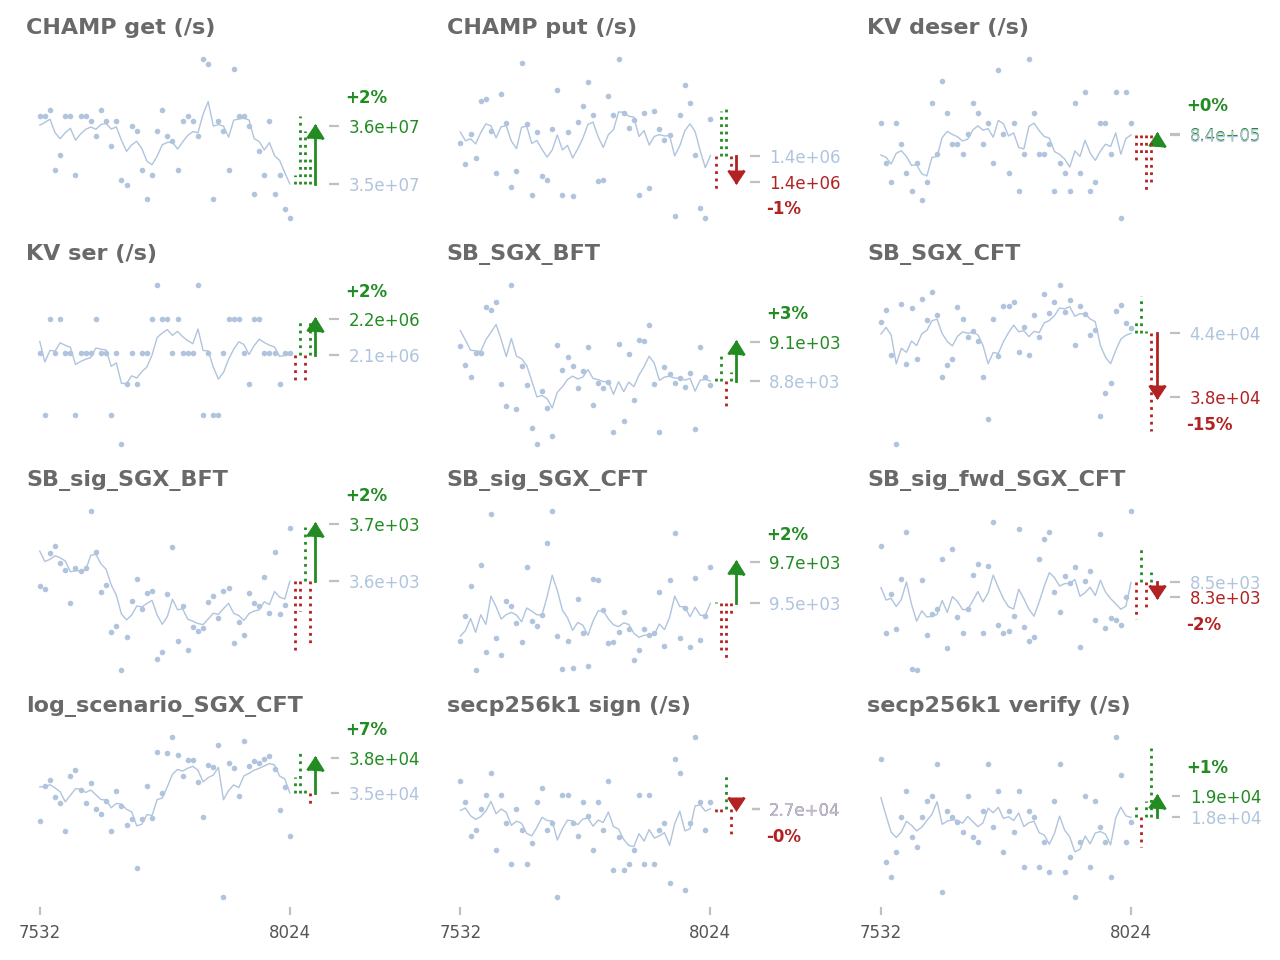 CHAMP get (/s)
+2%
3.6e+07
3.5e+07
CHAMP put (/s)
1.4e+06
1.4e+06
-1%
KV deser (/s)
+0%
8.4e+05
KV ser (/s)
+2%
2.2e+06
2.1e+06
SB_SGX_BFT
+3%
9.1e+03
8.8e+03
SB_SGX_CFT
4.4e+04
3.8e+04
-15%
SB_sig_SGX_BFT
+2%
3.7e+03
3.6e+03
SB_sig_SGX_CFT
+2%
9.7e+03
9.5e+03
SB_sig_fwd_SGX_CFT
8.5e+03
8.3e+03
-2%
log_scenario_SGX_CFT
+7%
3.8e+04
3.5e+04
secp256k1 sign (/s)
2.7e+04
-0%
secp256k1 verify (/s)
+1%
1.9e+04
1.8e+04
7532 8024
7532 8024
7532 8024